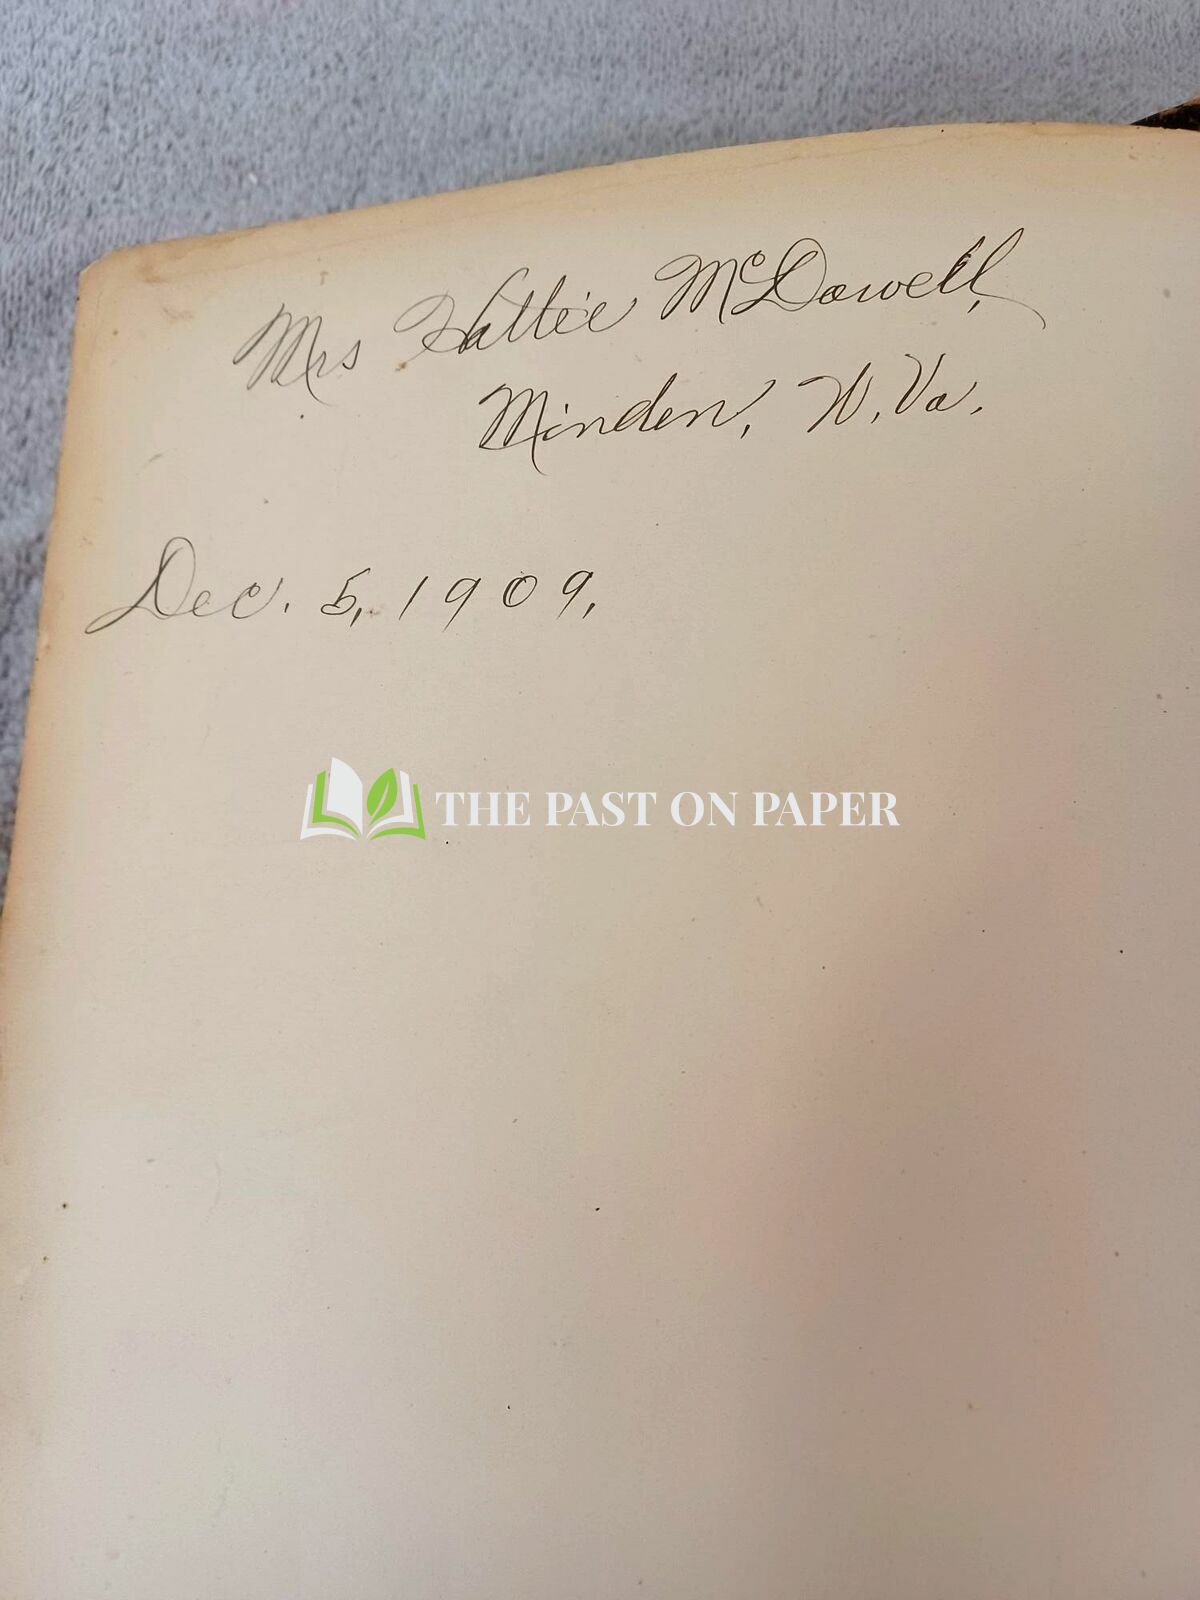 Mrs Hattie McDowell,
Minden, W. Va.
Dec. 5, 1909,
THE PAST ON PAPER